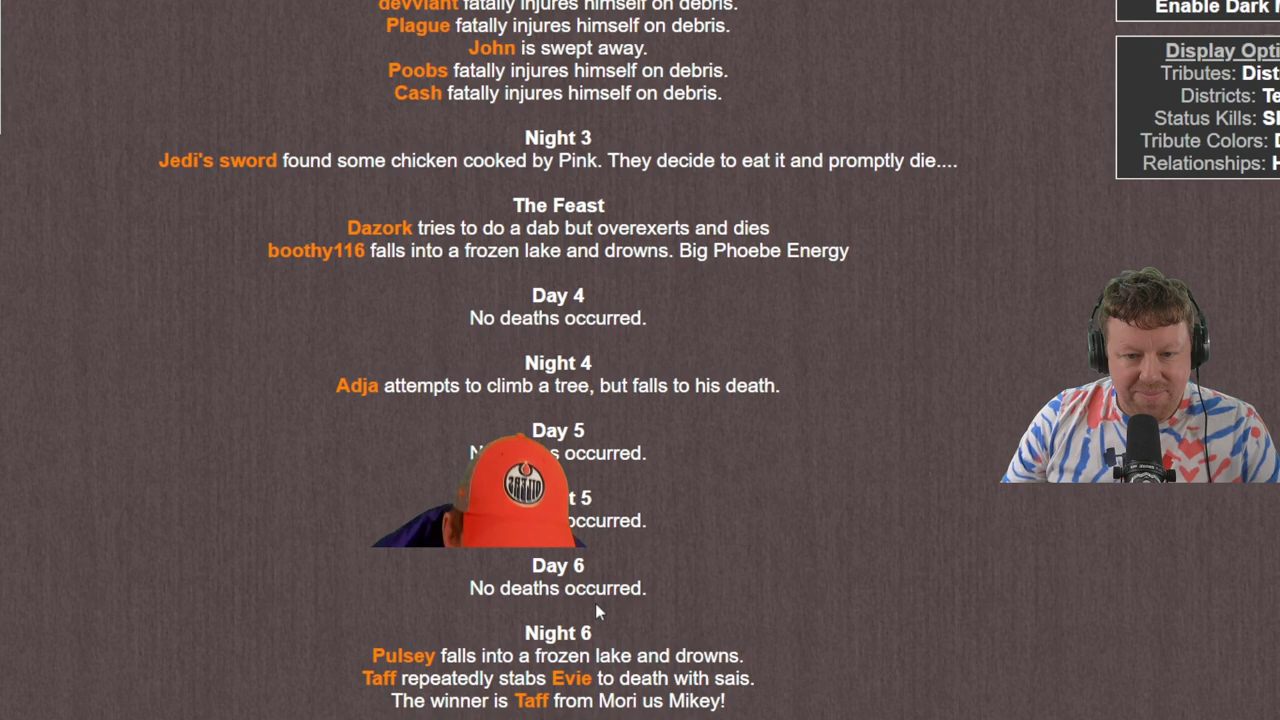 devviant fatally injures himself on debris.
Enable Dark
Plague fatally injures himself on debris.
John is swept away.
Poobs fatally injures himself on debris.
Cash fatally injures himself on debris.
Night 3
Jedi's sword found some chicken cooked by Pink. They decide to eat it and promptly die....
The Feast
Dazork tries to do a dab but overexerts and dies
boothy116 falls into a frozen lake and drowns. Big Phoebe Energy
Day 4
No deaths occurred.
Night 4
Adja attempts to climb a tree, but falls to his death.
Day 5
occurred.
5
occurred.
Day 6
No deaths occurred.
Night 6
Pulsey falls into a frozen lake and drowns.
Taff repeatedly stabs Evie to death with sais.
The winner is Taff from Mori us Mikey!
Display Opti
Tributes: Dist
Districts: Te
Status Kills: S
Tribute Colors:
Relationships: H